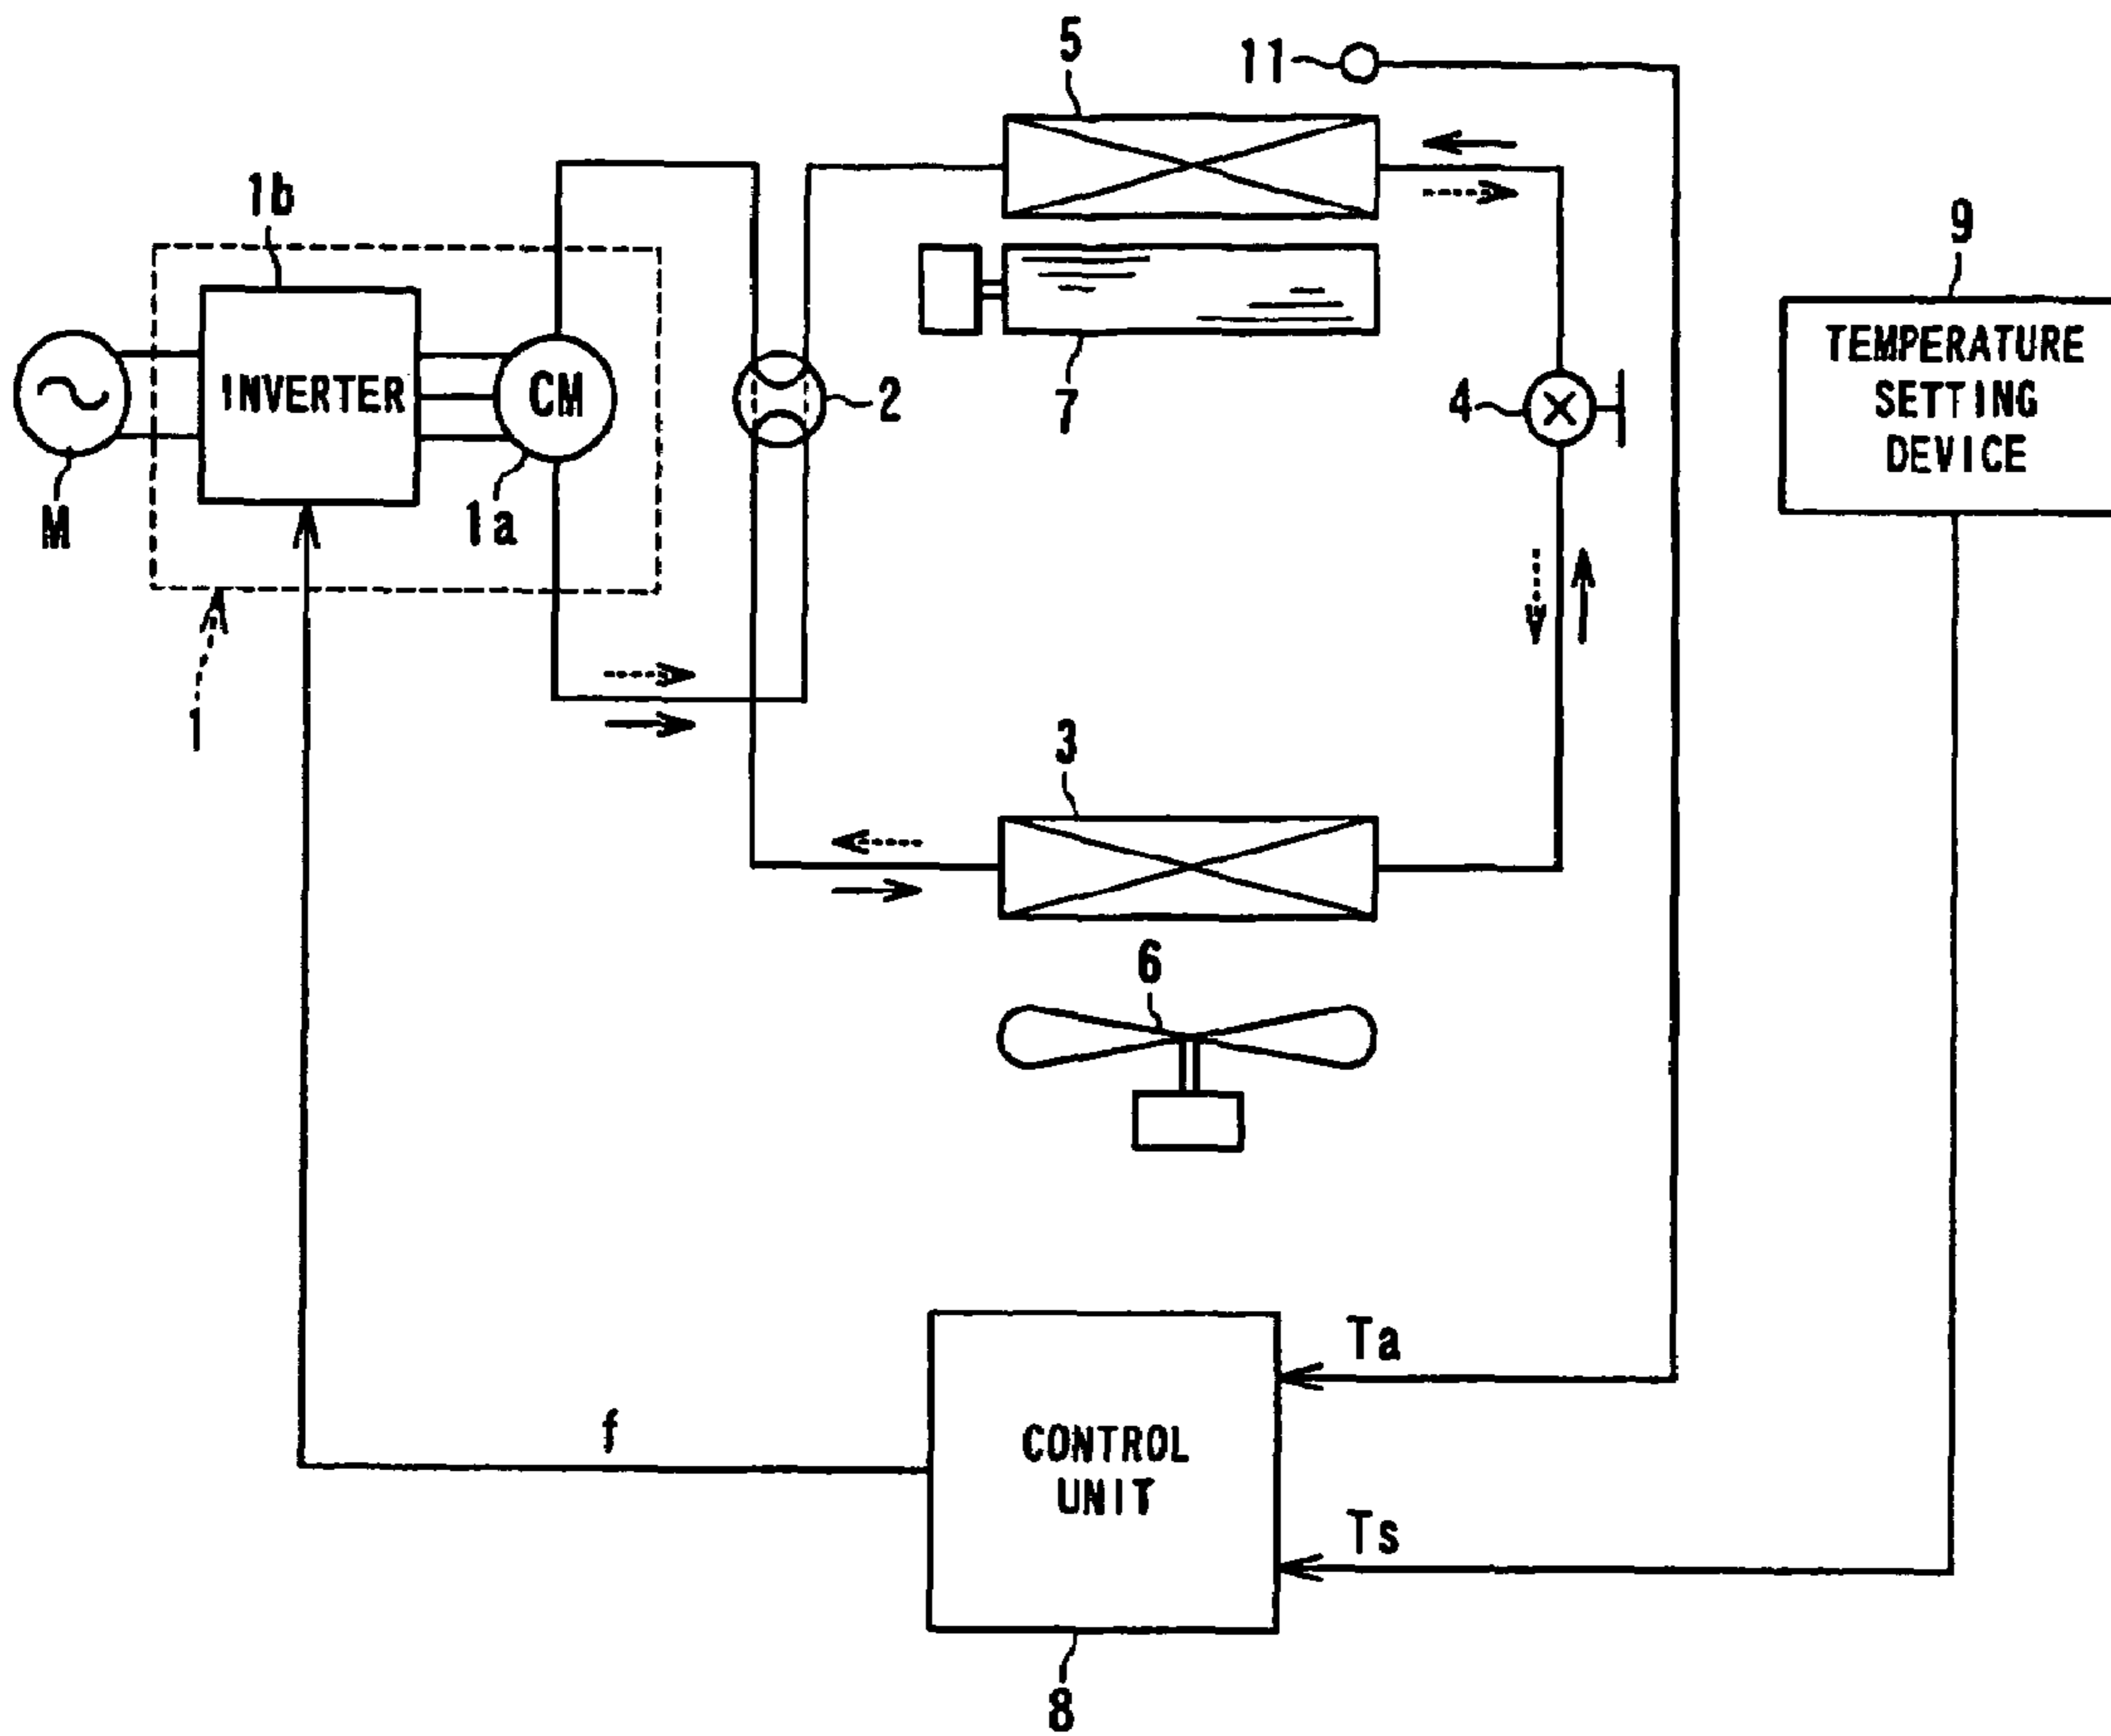 5
11
1b
9
TEMPERATURE
SETTING
DEVICE
INVERTER
CM
2
7
4
M
1a
1
3
6
Ta
f
CONTROL
UNIT
Ts
8